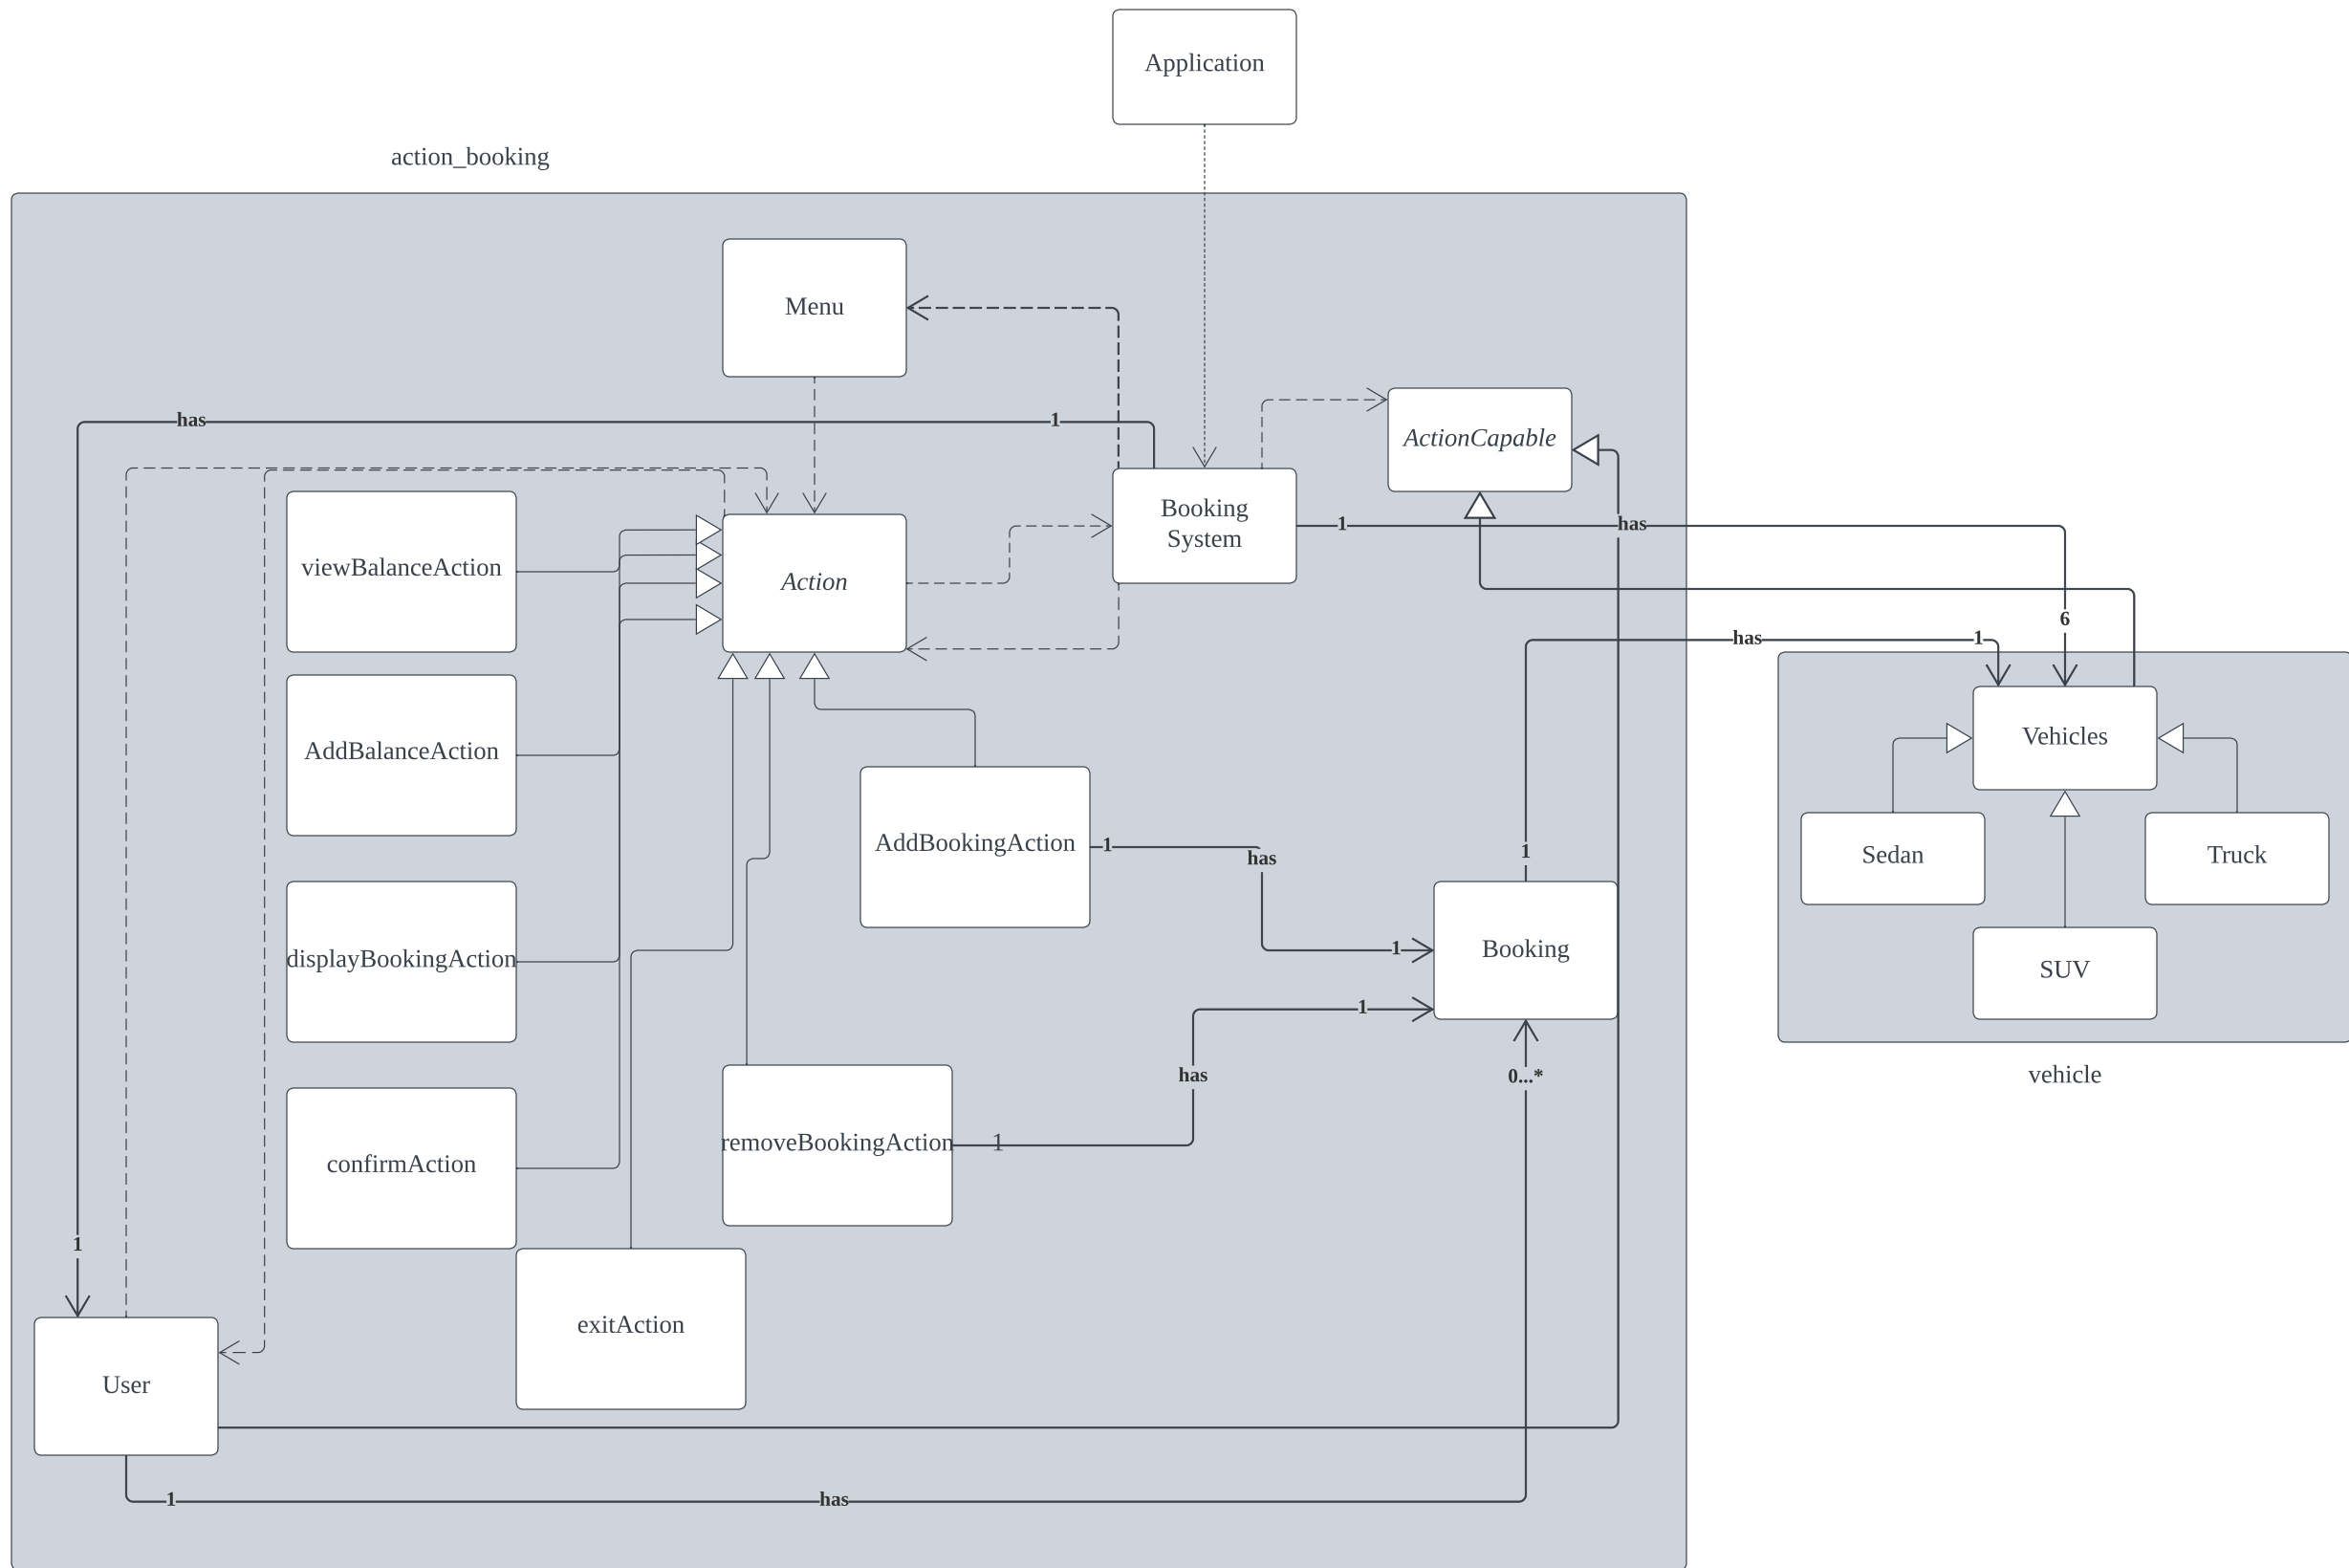 Application
action_booking
Menu
has
1
ActionCapable
Booking
System
1
has
viewBalanceAction
Action
6
has
1
AddBalanceAction
Vehicles
AddBookingAction
1
has
1
Sedan
Truck
displayBookingAction
1
Booking
SUV
1
has
0...*
vehicle
removeBookingAction
1
confirmAction
1
exitAction
User
1
has